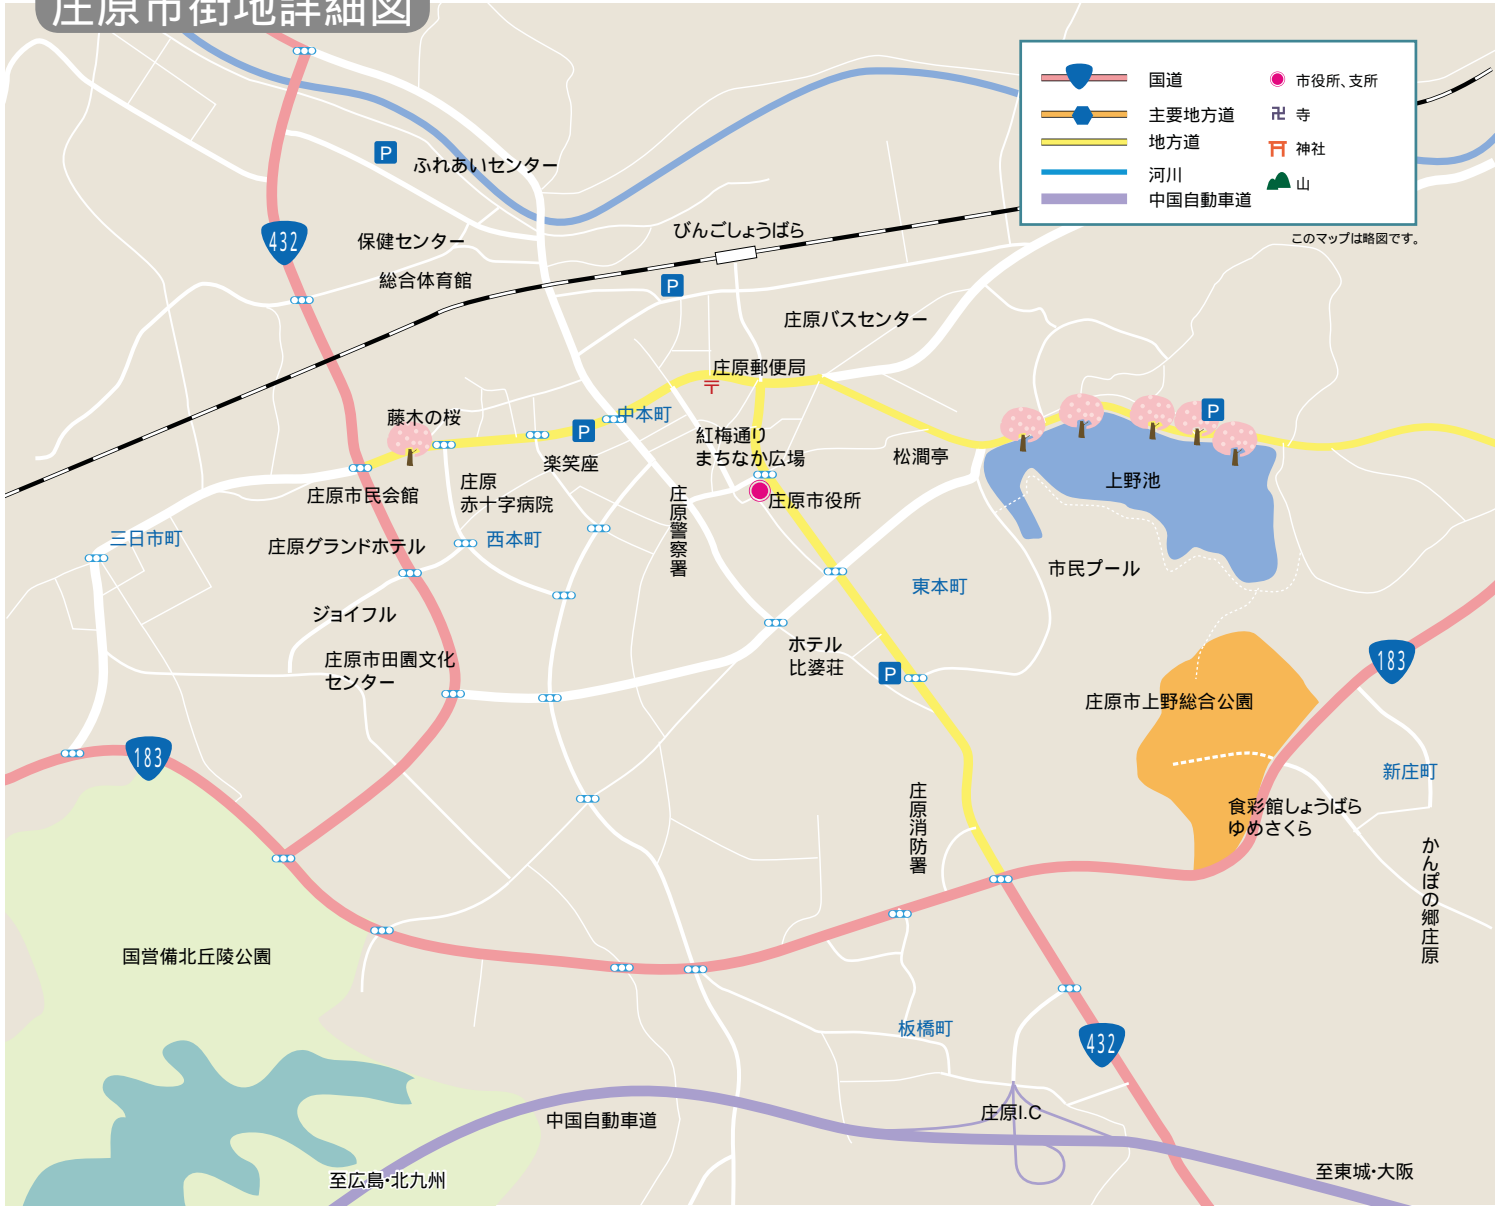 庄原市街地詳細図
国道
主要地方道
地方道
河川
中国自動車道
市役所、支所
寺
神社
山
このマップは略図です。
P
ふれあいセンター
432
保健センター
総合体育館
びんごしょうばら
P
庄原バスセンター
庄原郵便局
〒
藤木の桜
P
中本町
楽笑座
紅梅通り
まちなか広場
松澗亭
P
上野池
庄原市民会館
庄原
赤十字病院
庄原警察署
庄原市役所
三日市町
庄原グランドホテル
西本町
市民プール
東本町
ジョイフル
庄原市田園文化
センター
ホテル
比婆荘
P
183
庄原市上野総合公園
183
新庄町
庄原消防署
食彩館しょうばら
ゆめさくら
かんぽの郷庄原
国営備北丘陵公園
板橋町
432
中国自動車道
庄原I.C
至広島・北九州
至東城・大阪